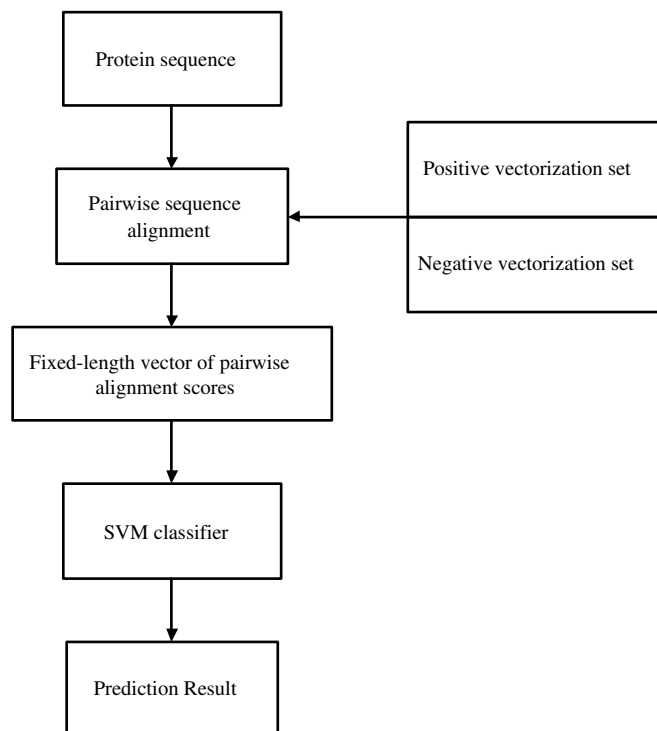 Protein sequence
Positive vectorization set
Pairwise sequence
alignment
Negative vectorization set
Fixed-length vector of pairwise
alignment scores
SVM classifier
Prediction Result